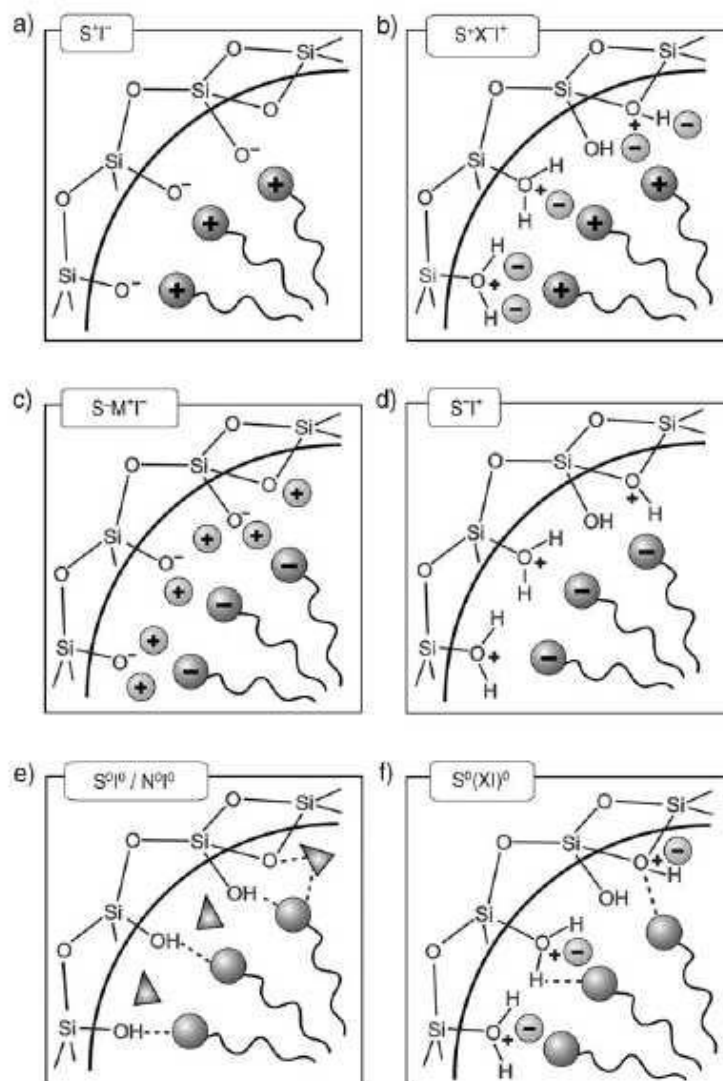 a) S⁺I⁻
O Si
O Si O
O⁻
Si +
O O⁻ +
Si O⁻ +
b) S⁺X⁻I⁺
O Si
O Si O H −
+ −
OH
Si O H + +
O H − +
H
Si O + −
H − +
c) S⁻M⁺I⁻
O Si
O Si O +
O⁻ +
Si O⁻ + −
O + −
Si O⁻ + −
+
d) S⁻I⁺
O Si
O Si O
+ H
OH
Si O H + −
O H −
H
Si O + −
H
e) S⁰I⁰ / N⁰I⁰
O Si
O Si O
OH
Si OH
O
Si OH
f) S⁰(XI)⁰
O Si
O Si O + −
H
OH
Si O H + −
O H
H
Si O + −
H